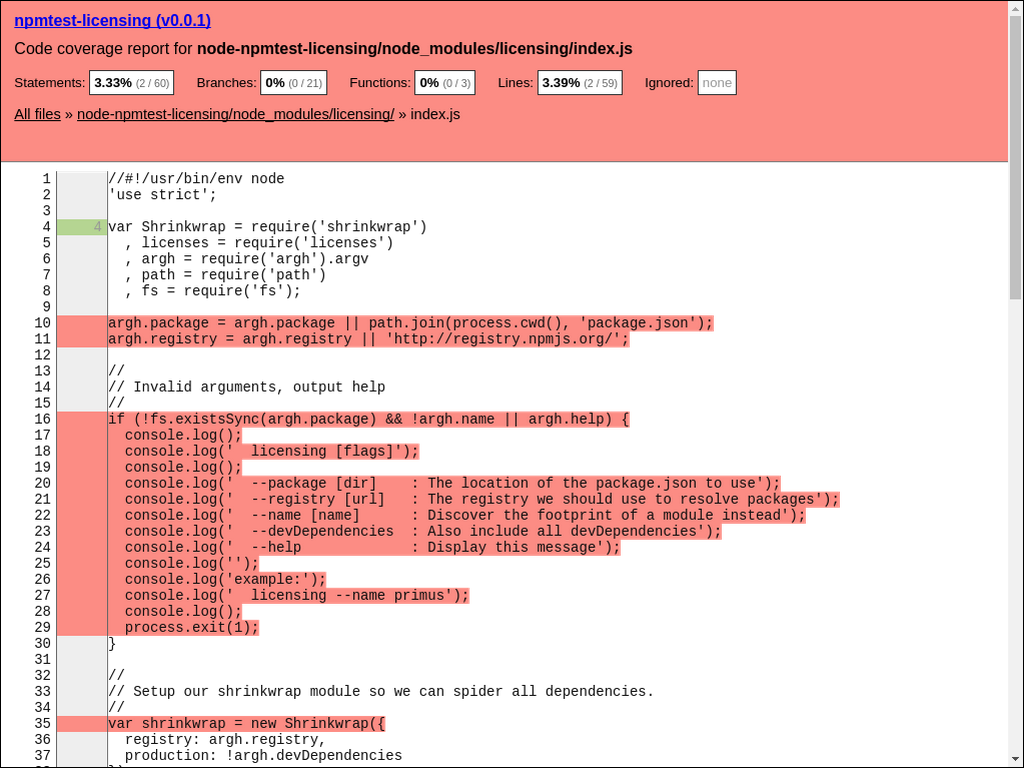 npmtest-licensing (v0.0.1)
Code coverage report for node-npmtest-licensing/node_modules/licensing/index.js
Statements: 3.33% (2 / 60) Branches: 0% (0 / 21) Functions: 0% (0 / 3) Lines: 3.39% (2 / 59) Ignored: none
All files » node-npmtest-licensing/node_modules/licensing/ » index.js
1 //#!/usr/bin/env node
2 'use strict';
3
4 4 var Shrinkwrap = require('shrinkwrap')
5   , licenses = require('licenses')
6   , argh = require('argh').argv
7   , path = require('path')
8   , fs = require('fs');
9
10 argh.package = argh.package || path.join(process.cwd(), 'package.json');
11 argh.registry = argh.registry || 'http://registry.npmjs.org/';
12
13 //
14 // Invalid arguments, output help
15 //
16 if (!fs.existsSync(argh.package) && !argh.name || argh.help) {
17   console.log();
18   console.log('  licensing [flags]');
19   console.log();
20   console.log('  --package [dir]    : The location of the package.json to use');
21   console.log('  --registry [url]   : The registry we should use to resolve packages');
22   console.log('  --name [name]      : Discover the footprint of a module instead');
23   console.log('  --devDependencies  : Also include all devDependencies');
24   console.log('  --help             : Display this message');
25   console.log('');
26   console.log('example:');
27   console.log('  licensing --name primus');
28   console.log();
29   process.exit(1);
30 }
31
32 //
33 // Setup our shrinkwrap module so we can spider all dependencies.
34 //
35 var shrinkwrap = new Shrinkwrap({
36   registry: argh.registry,
37   production: !argh.devDependencies